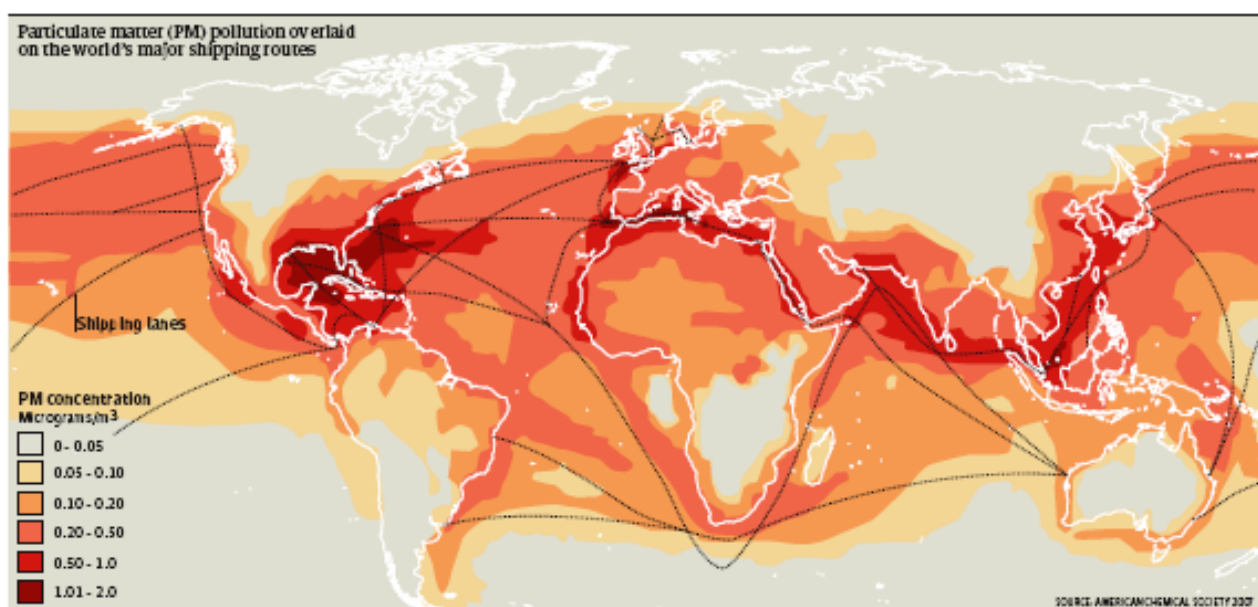 Particulate matter (PM) pollution overlaid
on the world's major shipping routes
Shipping lanes
PM concentration
Micrograms/m3
0 - 0.05
0.05 - 0.10
0.10 - 0.20
0.20 - 0.50
0.50 - 1.0
1.01 - 2.0
SOURCE: AMERICAN CHEMICAL SOCIETY